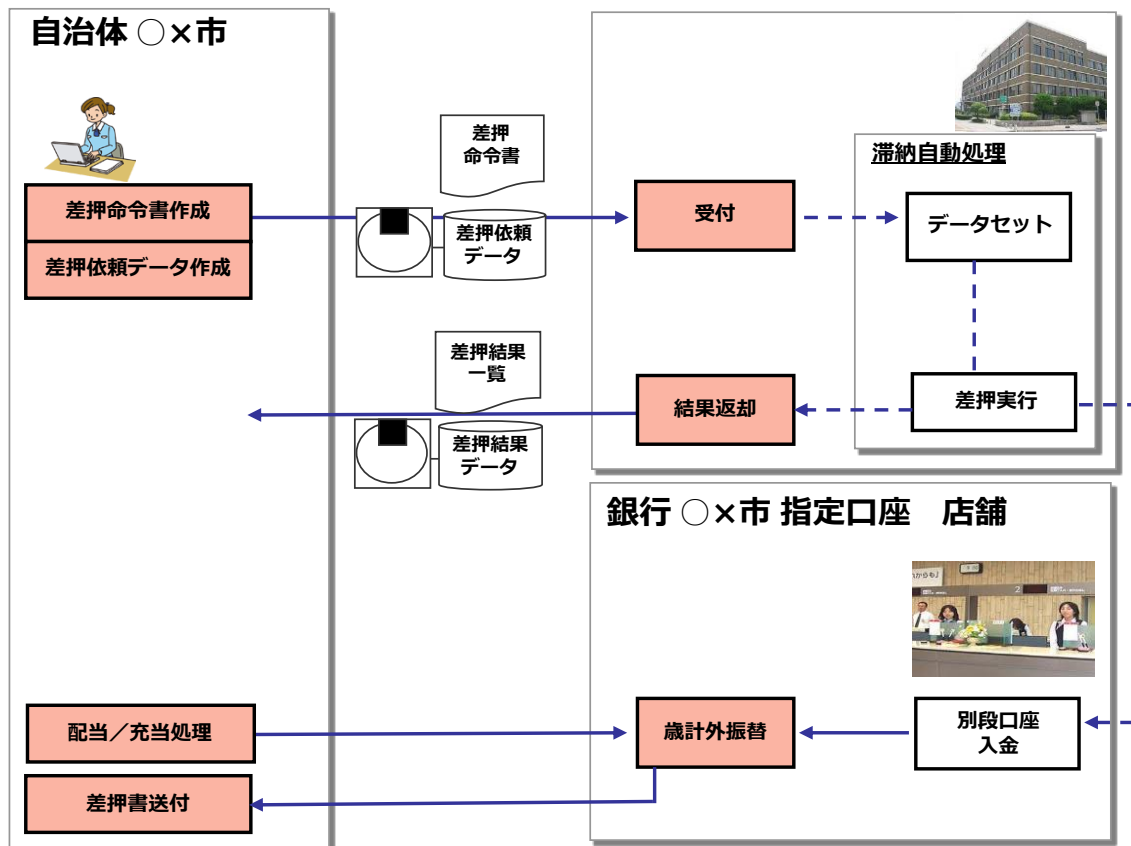 自治体 ○×市
差押命令書作成
差押依頼データ作成
差押
命令書
差押依頼
データ
受付
滞納自動処理
データセット
差押結果
一覧
差押結果
データ
結果返却
差押実行
銀行 ○×市 指定口座　店舗
配当／充当処理
差押書送付
歳計外振替
別段口座
入金
2